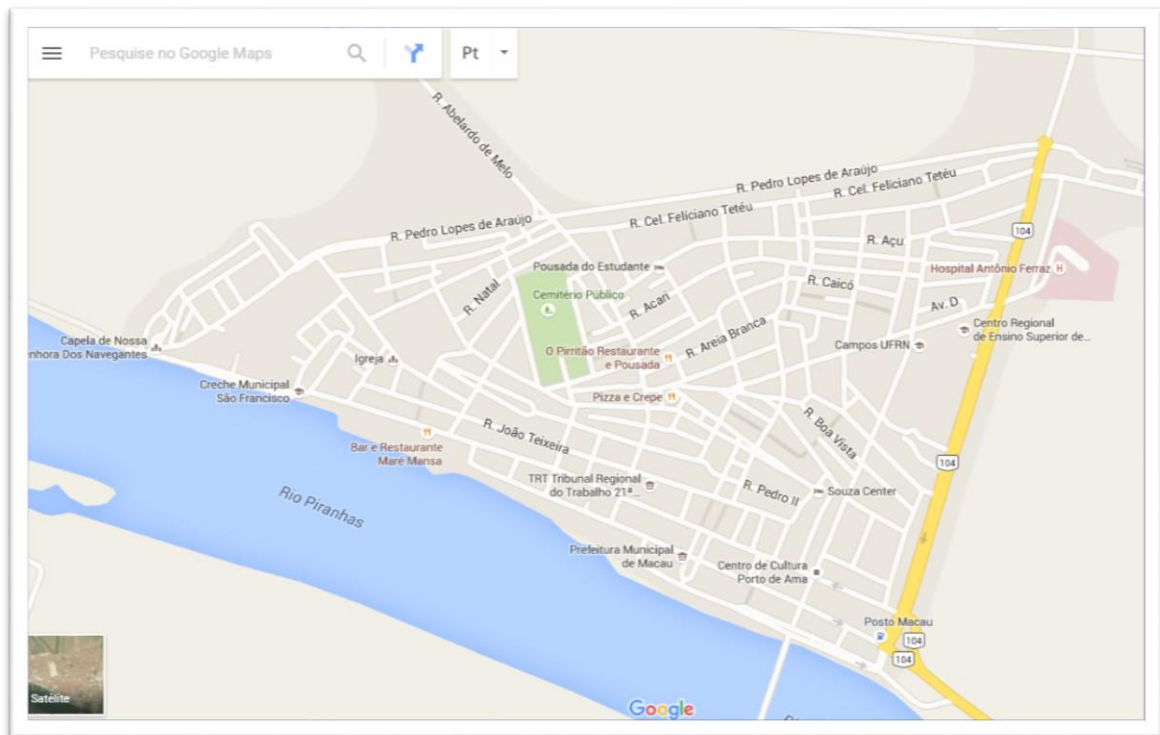 Pesquise no Google Maps
Pt
R. Abelardo de Melo
R. Pedro Lopes de Araújo
R. Cel. Feliciano Tetéu
R. Pedro Lopes de Araújo
R. Cel. Feliciano Tetéu
104
R. Açu
Pousada do Estudante
Hospital Antônio Ferraz
H
R. Natal
Cemitério Público
R. Acari
R. Caicó
Av. D
Centro Regional
de Ensino Superior de...
Capela de Nossa
enhora Dos Navegantes
Igreja
O Pirritão Restaurante
e Pousada
R. Areia Branca
Campos UFRN
Creche Municipal
São Francisco
Pizza e Crepe
R. Boa Vista
R. João Teixeira
Bar e Restaurante
Maré Mansa
104
TRT Tribunal Regional
do Trabalho 21ª...
R. Pedro II
Souza Center
Rio Piranhas
Prefeitura Municipal
de Macau
Centro de Cultura
Porto de Ama
Posto Macau
104
104
Satélite
Google